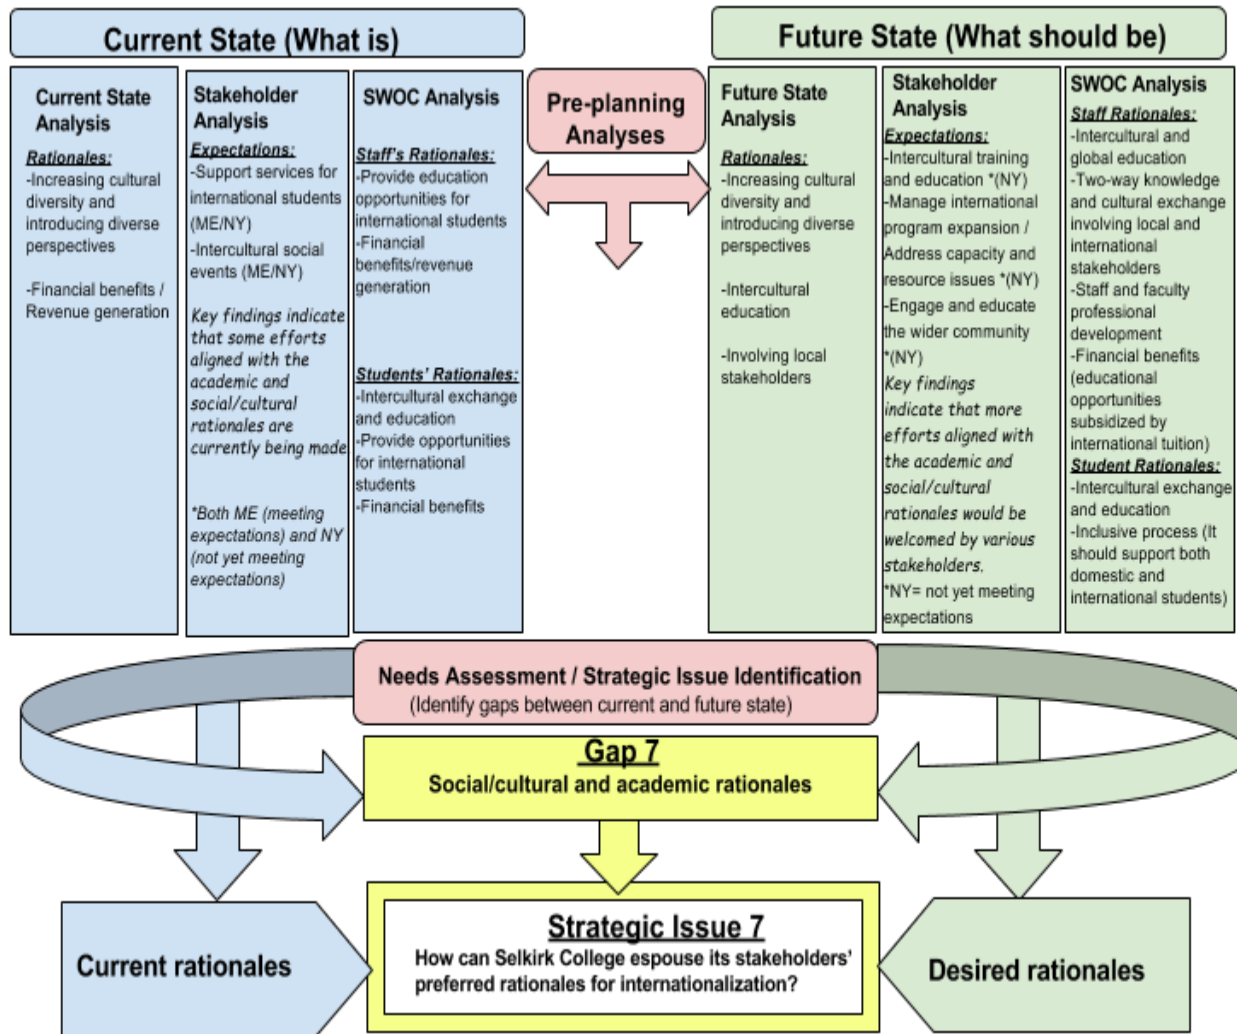 Current State (What is)
Current State
Analysis
Rationales:
-Increasing cultural
diversity and
introducing diverse
perspectives
-Financial benefits /
Revenue generation
Stakeholder
Analysis
Expectations:
-Support services for
international students
(ME/NY)
-Intercultural social
events (ME/NY)
Key findings indicate
that some efforts
aligned with the
academic and
social/cultural
rationales are
currently being made
*Both ME (meeting
expectations) and NY
(not yet meeting
expectations)
SWOC Analysis
Staff's Rationales:
-Provide education
opportunities for
international students
-Financial
benefits/revenue
generation
Students' Rationales:
-Intercultural exchange
and education
-Provide opportunities
for international
students
-Financial benefits
Pre-planning
Analyses
Future State (What should be)
Future State
Analysis
Rationales:
-Increasing cultural
diversity and
introducing diverse
perspectives
-Intercultural
education
-Involving local
stakeholders
Stakeholder
Analysis
Expectations:
-Intercultural training
and education *(NY)
-Manage international
program expansion /
Address capacity and
resource issues *(NY)
-Engage and educate
the wider community
*(NY)
Key findings
indicate that more
efforts aligned with
the academic and
social/cultural
rationales would be
welcomed by various
stakeholders.
*NY= not yet meeting
expectations
SWOC Analysis
Staff Rationales:
-Intercultural and
global education
-Two-way knowledge
and cultural exchange
involving local and
international
stakeholders
-Staff and faculty
professional
development
-Financial benefits
(educational
opportunities
subsidized by
international tuition)
Student Rationales:
-Intercultural exchange
and education
-Inclusive process (It
should support both
domestic and
international students)
Needs Assessment / Strategic Issue Identification
(Identify gaps between current and future state)
Gap 7
Social/cultural and academic rationales
Current rationales
Strategic Issue 7
How can Selkirk College espouse its stakeholders'
preferred rationales for internationalization?
Desired rationales